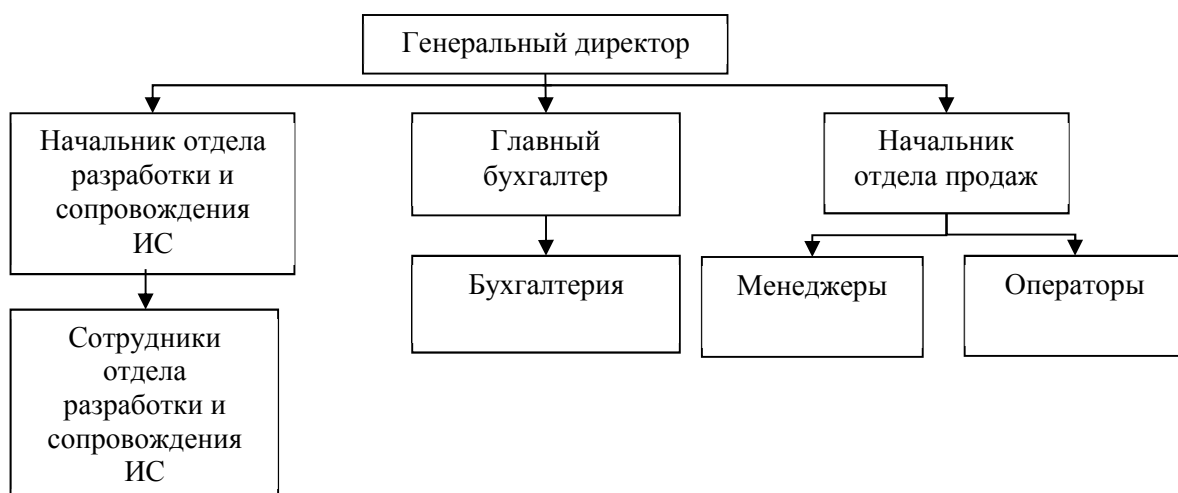 Генеральный директор
Начальник отдела
разработки и
сопровождения
ИС
Главный
бухгалтер
Начальник
отдела продаж
Бухгалтерия
Менеджеры
Операторы
Сотрудники
отдела
разработки и
сопровождения
ИС